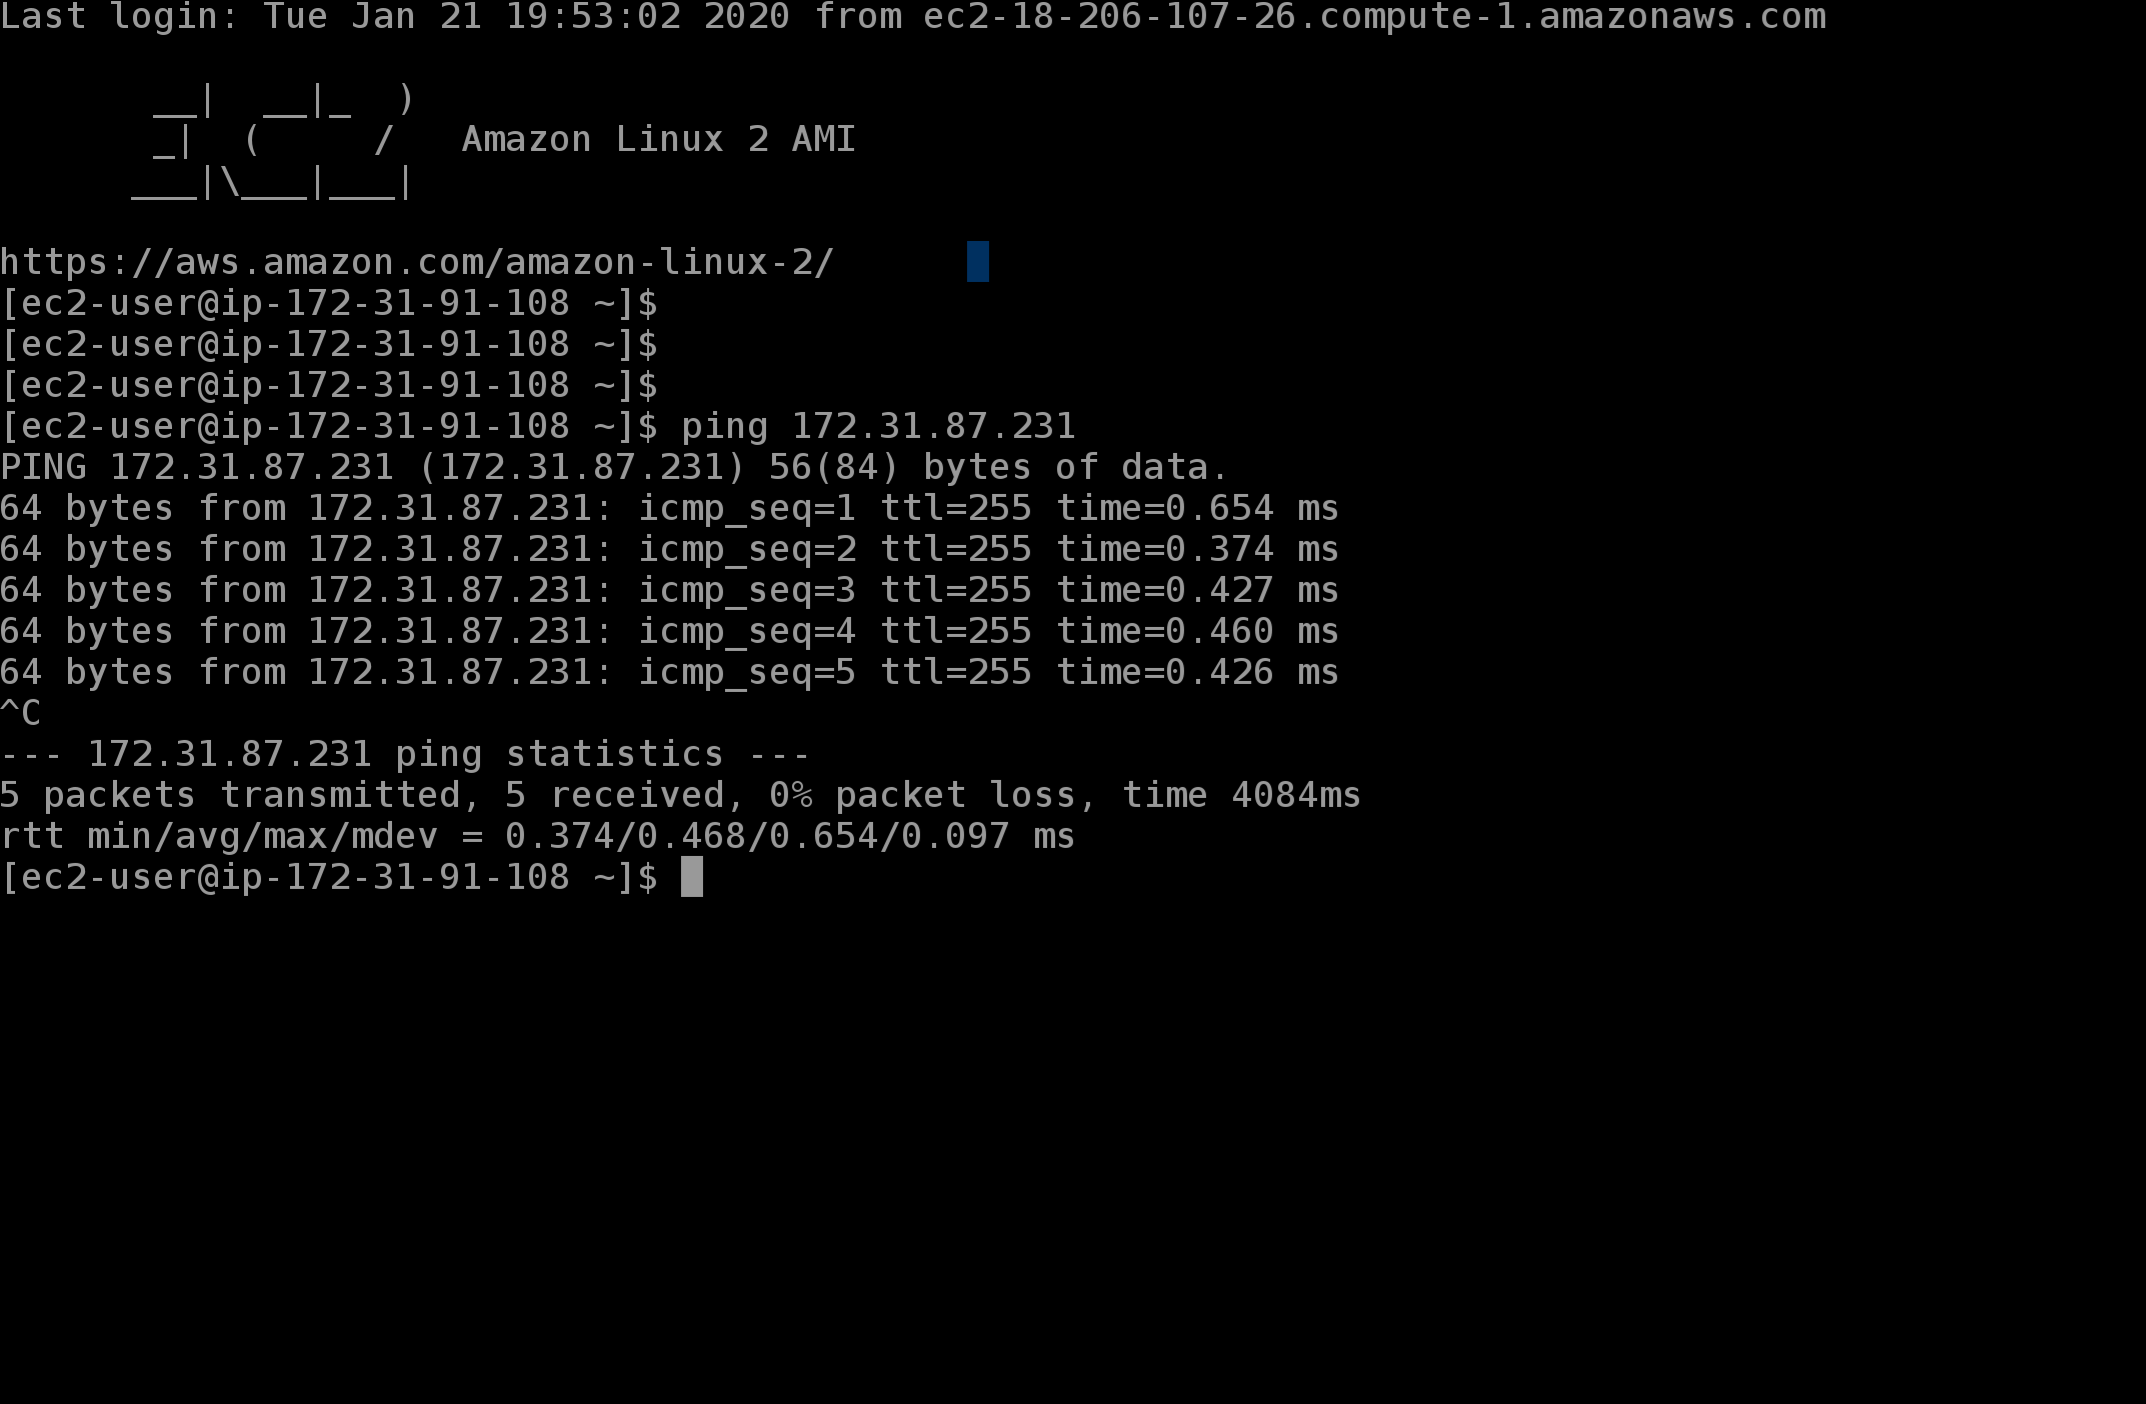 Last login: Tue Jan 21 19:53:02 2020 from ec2-18-206-107-26.compute-1.amazonaws.com
       __|  __|_  )
       _|  (     /   Amazon Linux 2 AMI
      ___|\___|___|
https://aws.amazon.com/amazon-linux-2/
[ec2-user@ip-172-31-91-108 ~]$
[ec2-user@ip-172-31-91-108 ~]$
[ec2-user@ip-172-31-91-108 ~]$
[ec2-user@ip-172-31-91-108 ~]$ ping 172.31.87.231
PING 172.31.87.231 (172.31.87.231) 56(84) bytes of data.
64 bytes from 172.31.87.231: icmp_seq=1 ttl=255 time=0.654 ms
64 bytes from 172.31.87.231: icmp_seq=2 ttl=255 time=0.374 ms
64 bytes from 172.31.87.231: icmp_seq=3 ttl=255 time=0.427 ms
64 bytes from 172.31.87.231: icmp_seq=4 ttl=255 time=0.460 ms
64 bytes from 172.31.87.231: icmp_seq=5 ttl=255 time=0.426 ms
^C
--- 172.31.87.231 ping statistics ---
5 packets transmitted, 5 received, 0% packet loss, time 4084ms
rtt min/avg/max/mdev = 0.374/0.468/0.654/0.097 ms
[ec2-user@ip-172-31-91-108 ~]$